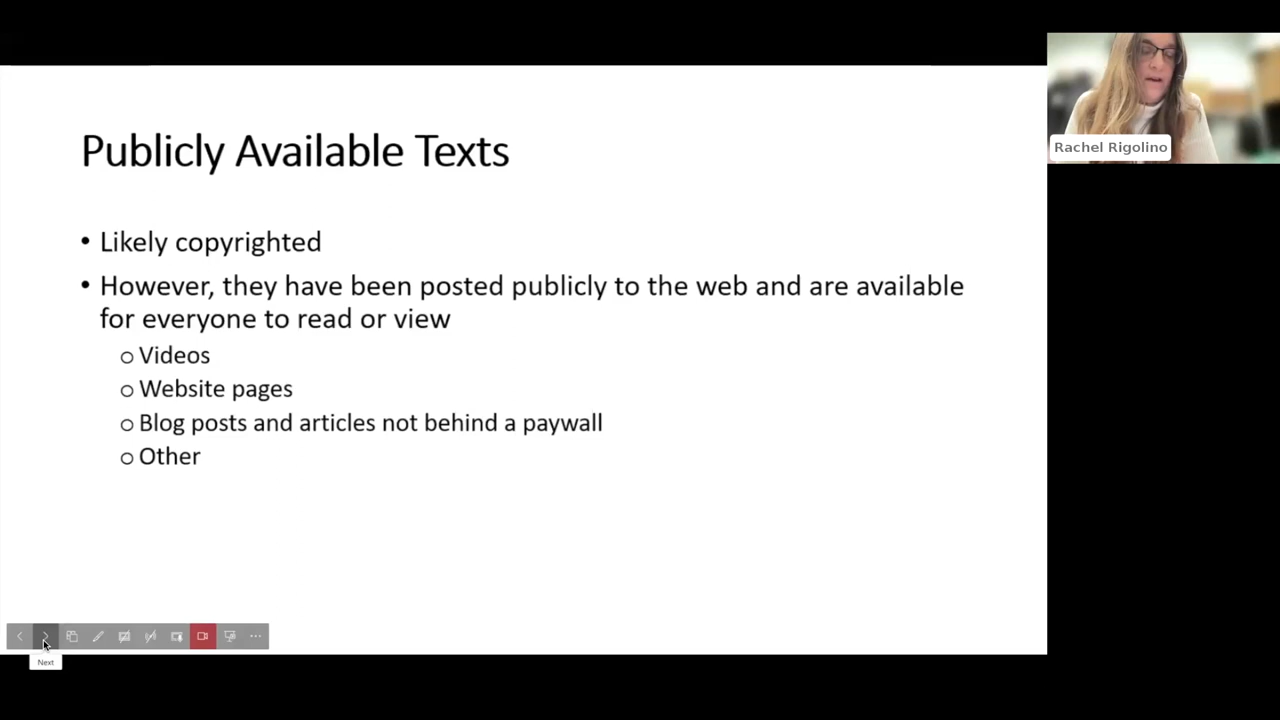 Publicly Available Texts
• Likely copyrighted
• However, they have been posted publicly to the web and are available
for everyone to read or view
o Videos
o Website pages
o Blog posts and articles not behind a paywall
o Other
Rachel Rigolino
Next